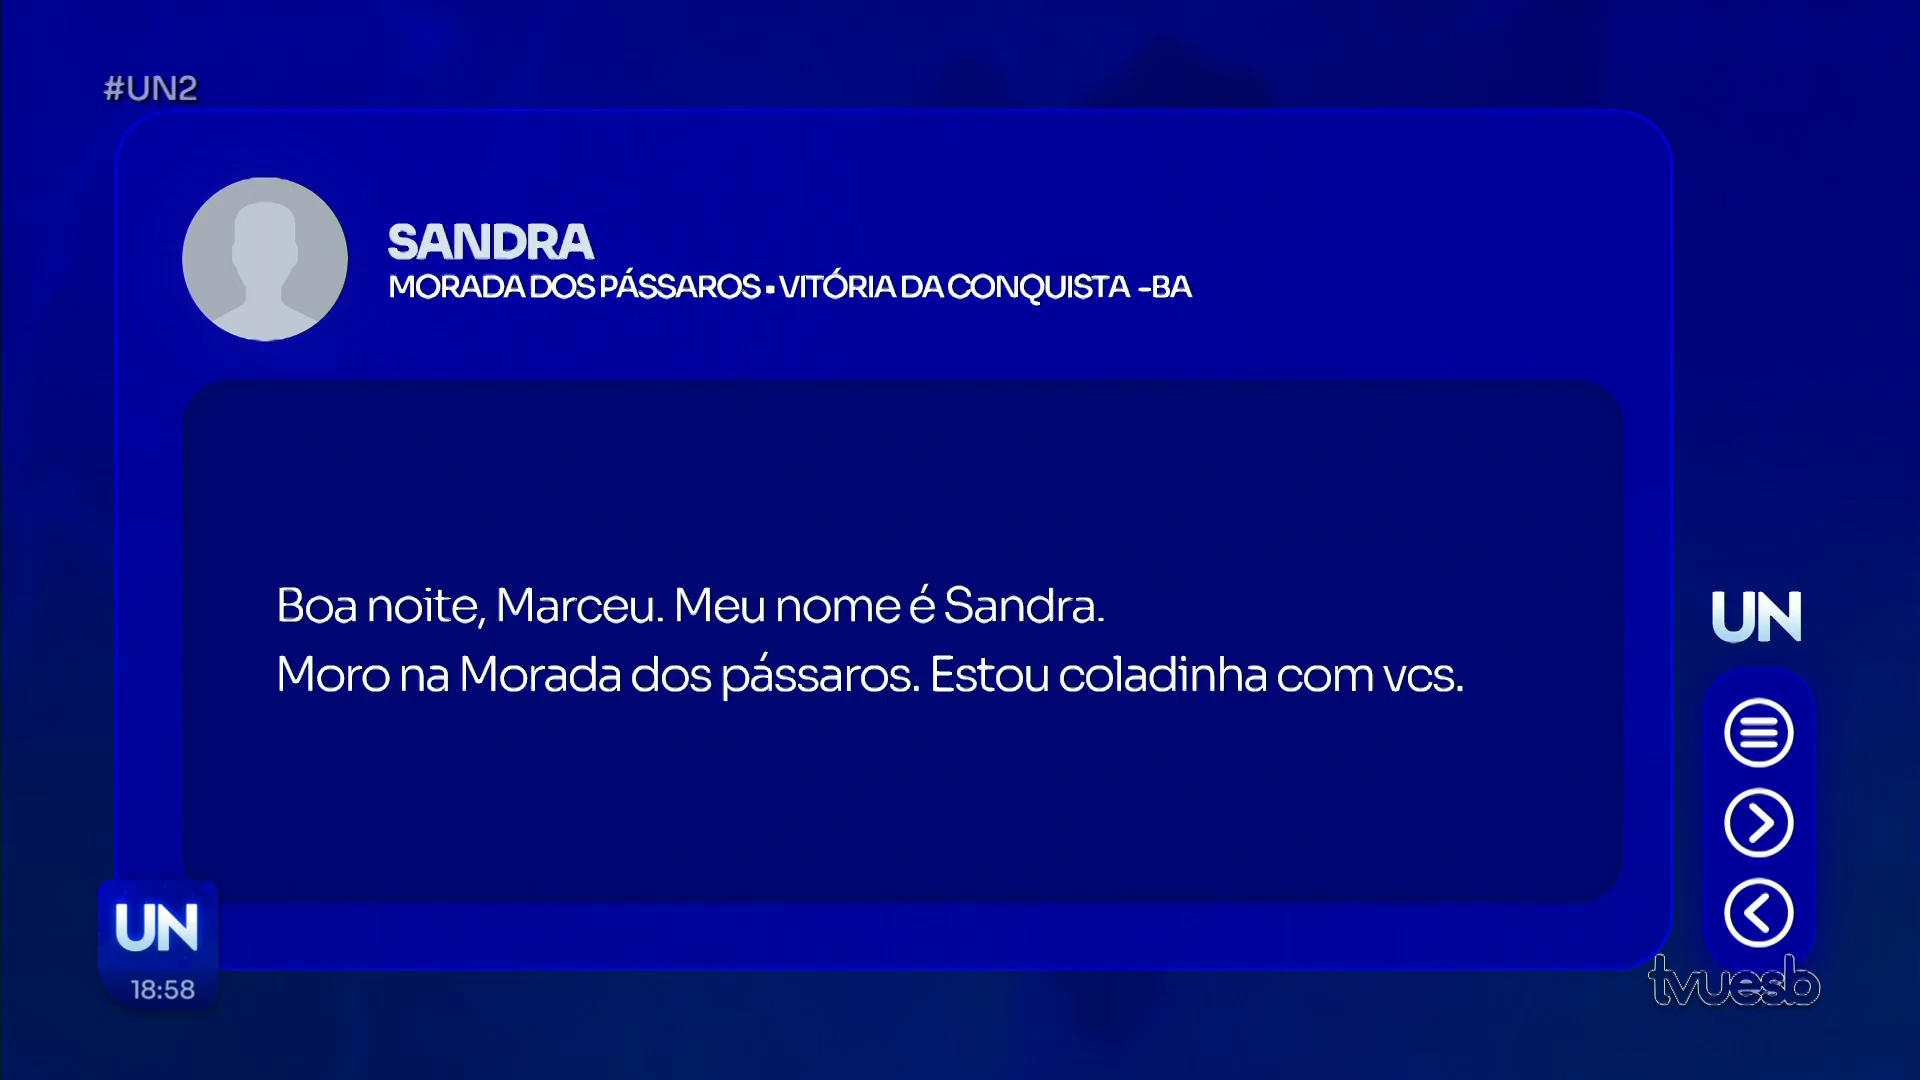 #UN2
SANDRA
MORADA DOS PÁSSAROS • VITÓRIA DA CONQUISTA -BA
Boa noite, Marceu. Meu nome é Sandra.
Moro na Morada dos pássaros. Estou coladinha com vcs.
UN
UN
18:58
tvuesb